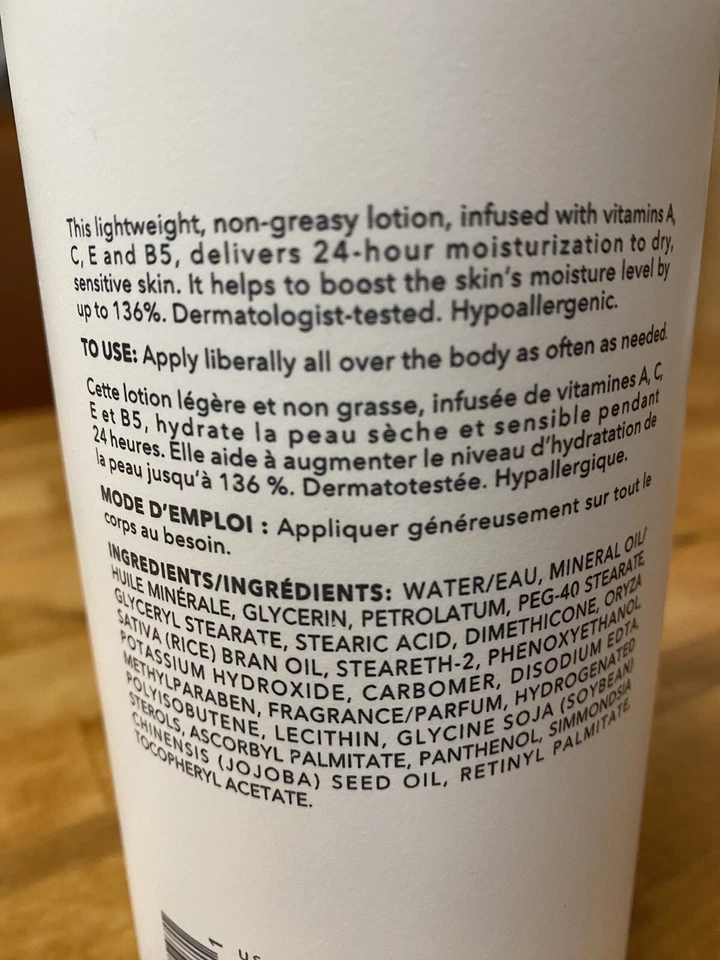 This lightweight, non-greasy lotion, infused with vitamins A,
C, E and B5, delivers 24-hour moisturization to dry,
sensitive skin. It helps to boost the skin's moisture level by
up to 136%. Dermatologist-tested. Hypoallergenic.
TO USE: Apply liberally all over the body as often as needed.
Cette lotion légère et non grasse, infusée de vitamines A, C,
E et B5, hydrate la peau sèche et sensible pendant
24 heures. Elle aide à augmenter le niveau d'hydratation de
la peau jusqu'à 136 %. Dermatotestée. Hypallergique.
MODE D'EMPLOI : Appliquer généreusement sur tout le
corps au besoin.
INGREDIENTS/INGRÉDIENTS: WATER/EAU, MINERAL OIL/
HUILE MINÉRALE, GLYCERIN, PETROLATUM, PEG-40 STEARATE,
GLYCERYL STEARATE, STEARIC ACID, DIMETHICONE, ORYZA
SATIVA (RICE) BRAN OIL, STEARETH-2, PHENOXYETHANOL,
POTASSIUM HYDROXIDE, CARBOMER, DISODIUM EDTA,
METHYLPARABEN, FRAGRANCE/PARFUM, HYDROGENATED
POLYISOBUTENE, LECITHIN, GLYCINE SOJA (SOYBEAN)
STEROLS, ASCORBYL PALMITATE, PANTHENOL, SIMMONDSIA
CHINENSIS (JOJOBA) SEED OIL, RETINYL PALMITATE,
TOCOPHERYL ACETATE.
1